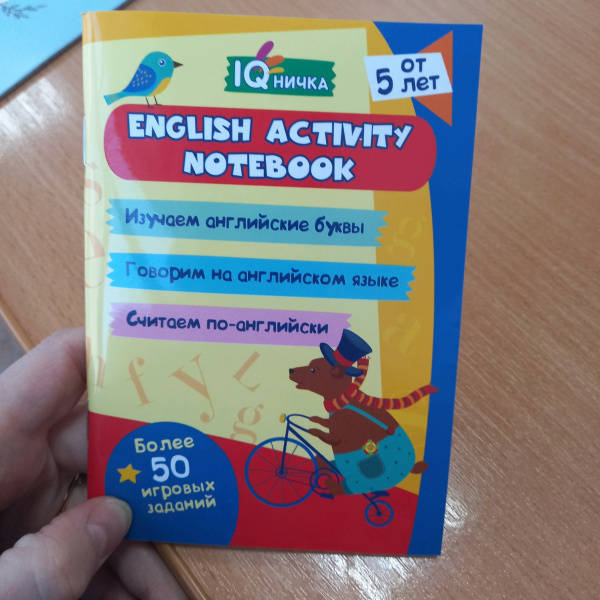 IQничка
от
5 лет
ENGLISH ACTIVITY
NOTEBOOK
Изучаем английские буквы
Говорим на английском языке
Считаем по-английски
Более
50
игровых
заданий